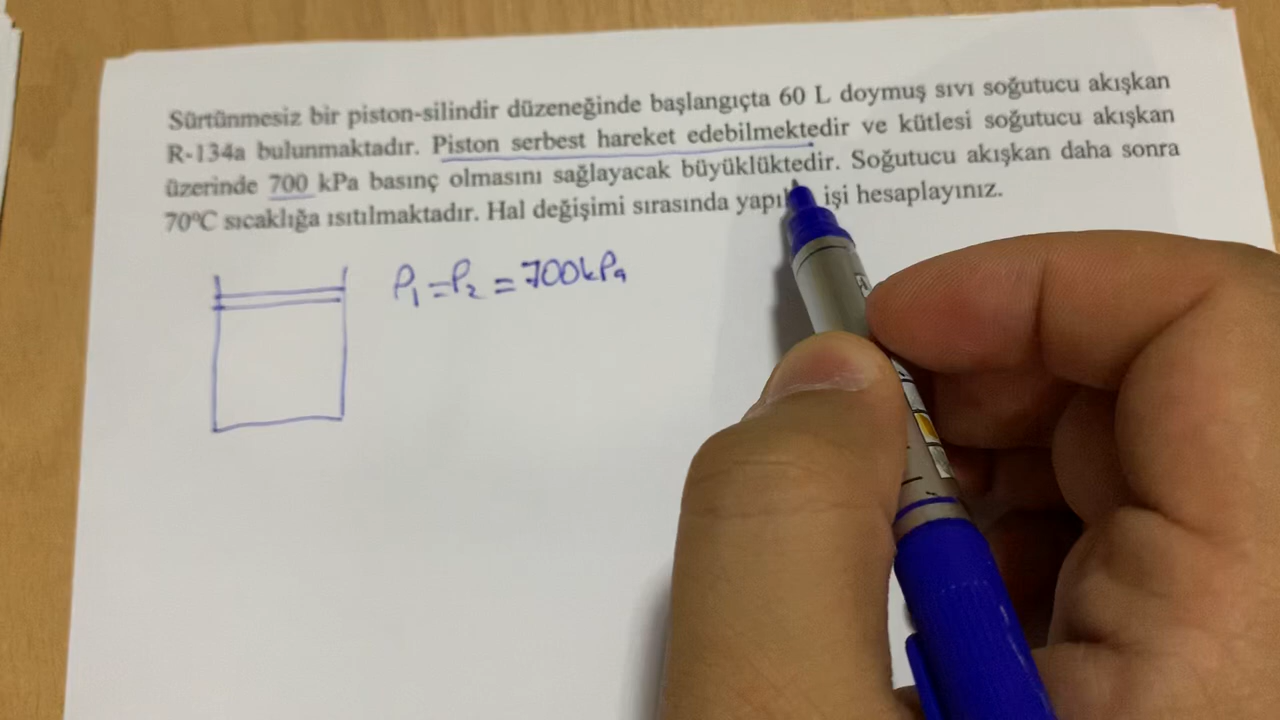 Sürtünmesiz bir piston-silindir düzeneğinde başlangıçta 60 L doymuş sıvı soğutucu akışkan
R-134a bulunmaktadır. Piston serbest hareket edebilmektedir ve kütlesi soğutucu akışkan
üzerinde 700 kPa basınç olmasını sağlayacak büyüklüktedir. Soğutucu akışkan daha sonra
70ºC sıcaklığa ısıtılmaktadır. Hal değişimi sırasında işi hesaplayınız.
P₁=P₂ = 700kPa